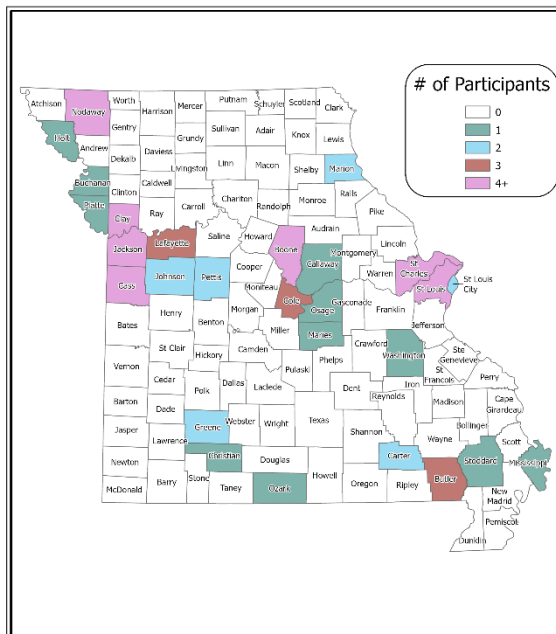 # of Participants
0
1
2
3
4+
Atchison
Nodaway
Worth
Harrison
Mercer
Putnam
Schuyler
Scotland
Clark
Holt
Andrew
Gentry
Dekalb
Daviess
Grundy
Sullivan
Adair
Knox
Lewis
Buchanan
Clinton
Caldwell
Livingston
Linn
Macon
Shelby
Marion
Platte
Clay
Ray
Carroll
Chariton
Randolph
Monroe
Ralls
Pike
Jackson
Lafayette
Saline
Howard
Boone
Audrain
Callaway
Montgomery
Lincoln
Warren
St
Charles
St Louis
St Louis
City
Cass
Johnson
Pettis
Cooper
Moniteau
Cole
Osage
Gasconade
Franklin
Jefferson
Bates
Henry
Benton
Morgan
Miller
Maries
Crawford
Washington
Ste
Genevieve
St
Francois
Perry
Vernon
St Clair
Hickory
Camden
Pulaski
Phelps
Dent
Iron
Reynolds
Madison
Cape
Girardeau
Bollinger
Barton
Cedar
Dade
Polk
Dallas
Laclede
Texas
Shannon
Wayne
Scott
Jasper
Lawrence
Greene
Webster
Wright
Carter
Butler
Stoddard
Mississippi
Newton
Christian
Douglas
Howell
Oregon
Ripley
New
Madrid
McDonald
Barry
Stone
Taney
Ozark
Dunklin
Pemiscot